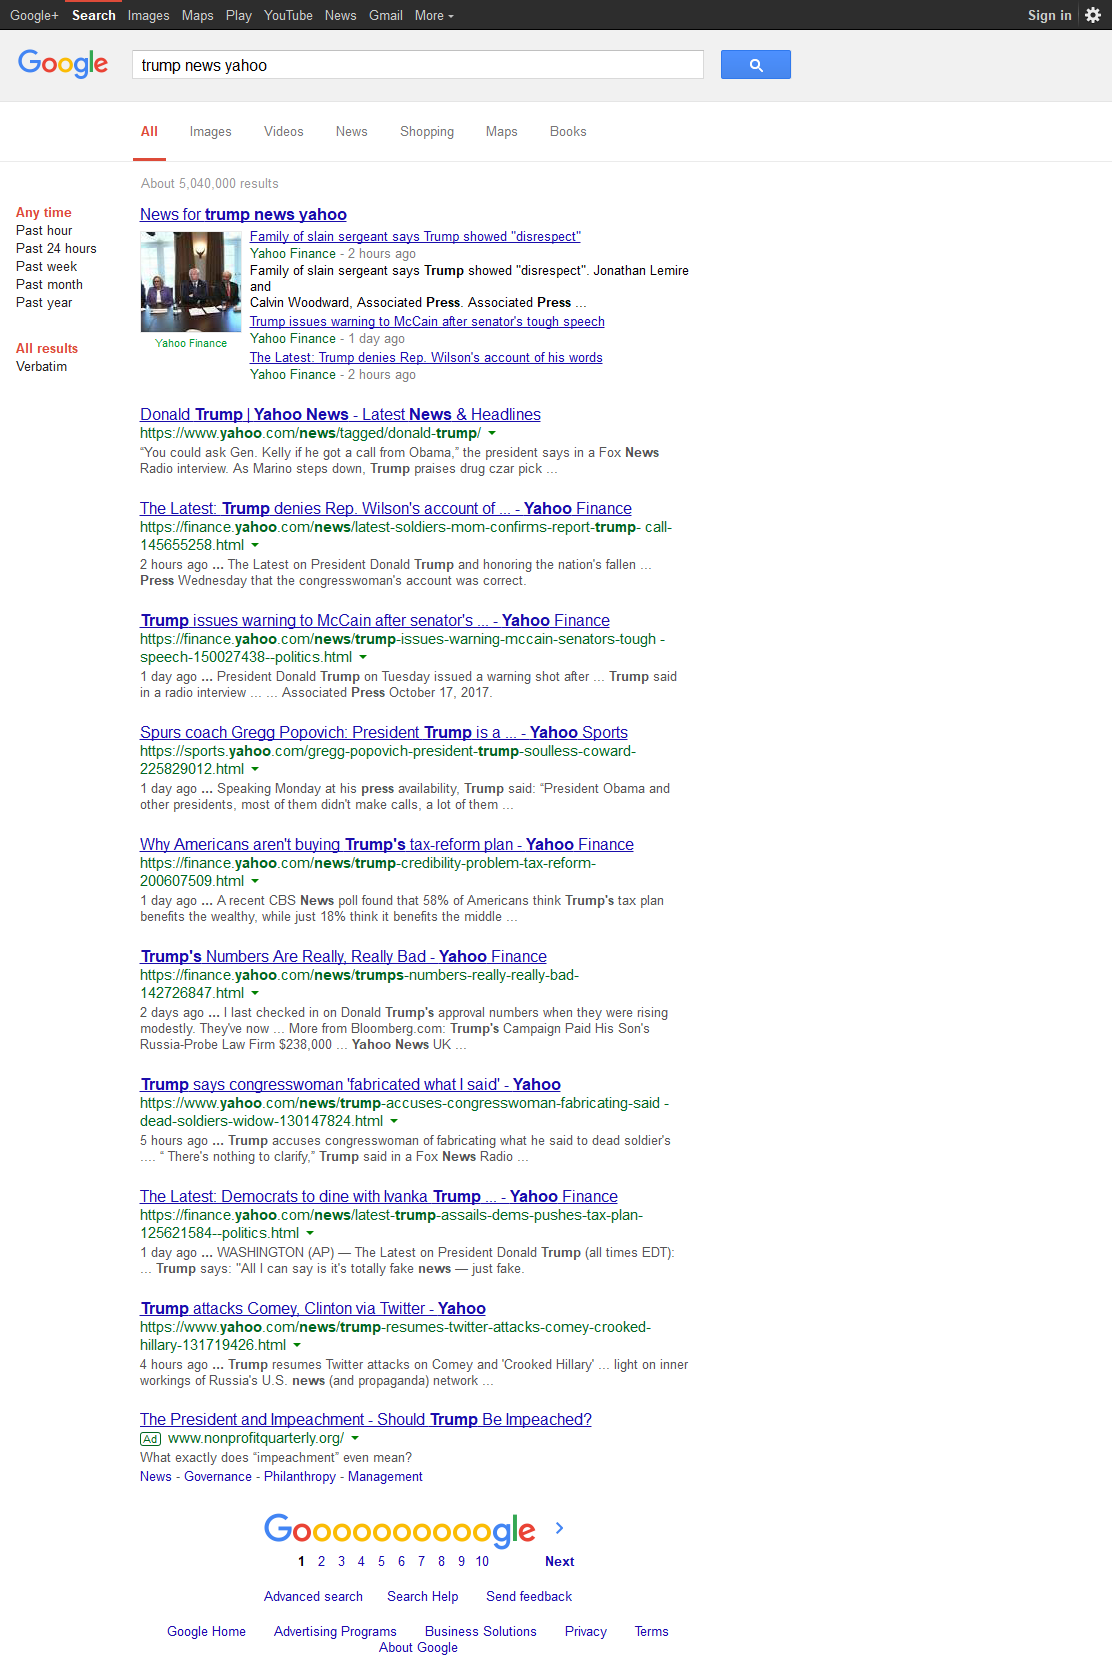 Google+ Search Images Maps Play YouTube News Gmail More Sign in
Google trump news yahoo
All Images Videos News Shopping Maps Books
About 5,040,000 results
Any time
Past hour
Past 24 hours
Past week
Past month
Past year
All results
Verbatim
News for trump news yahoo
Family of slain sergeant says Trump showed "disrespect"
Yahoo Finance - 2 hours ago
Family of slain sergeant says Trump showed "disrespect". Jonathan Lemire
and
Calvin Woodward, Associated Press. Associated Press ...
Trump issues warning to McCain after senator's tough speech
Yahoo Finance - 1 day ago
The Latest: Trump denies Rep. Wilson's account of his words
Yahoo Finance - 2 hours ago
Yahoo Finance
Donald Trump | Yahoo News - Latest News & Headlines
https://www.yahoo.com/news/tagged/donald-trump/
“You could ask Gen. Kelly if he got a call from Obama,” the president says in a Fox News
Radio interview. As Marino steps down, Trump praises drug czar pick ...
The Latest: Trump denies Rep. Wilson's account of ... - Yahoo Finance
https://finance.yahoo.com/news/latest-soldiers-mom-confirms-report-trump- call-
145655258.html
2 hours ago ... The Latest on President Donald Trump and honoring the nation's fallen ...
Press Wednesday that the congresswoman's account was correct.
Trump issues warning to McCain after senator's ... - Yahoo Finance
https://finance.yahoo.com/news/trump-issues-warning-mccain-senators-tough -
speech-150027438--politics.html
1 day ago ... President Donald Trump on Tuesday issued a warning shot after ... Trump said
in a radio interview ... ... Associated Press October 17, 2017.
Spurs coach Gregg Popovich: President Trump is a ... - Yahoo Sports
https://sports.yahoo.com/gregg-popovich-president-trump-soulless-coward-
225829012.html
1 day ago ... Speaking Monday at his press availability, Trump said: “President Obama and
other presidents, most of them didn't make calls, a lot of them ...
Why Americans aren't buying Trump's tax-reform plan - Yahoo Finance
https://finance.yahoo.com/news/trump-credibility-problem-tax-reform-
200607509.html
1 day ago ... A recent CBS News poll found that 58% of Americans think Trump's tax plan
benefits the wealthy, while just 18% think it benefits the middle ...
Trump's Numbers Are Really, Really Bad - Yahoo Finance
https://finance.yahoo.com/news/trumps-numbers-really-really-bad-
142726847.html
2 days ago ... I last checked in on Donald Trump's approval numbers when they were rising
modestly. They've now ... More from Bloomberg.com: Trump's Campaign Paid His Son's
Russia-Probe Law Firm $238,000 ... Yahoo News UK ...
Trump says congresswoman 'fabricated what I said' - Yahoo
https://www.yahoo.com/news/trump-accuses-congresswoman-fabricating-said -
dead-soldiers-widow-130147824.html
5 hours ago ... Trump accuses congresswoman of fabricating what he said to dead soldier's
.... “ There's nothing to clarify,” Trump said in a Fox News Radio ...
The Latest: Democrats to dine with Ivanka Trump ... - Yahoo Finance
https://finance.yahoo.com/news/latest-trump-assails-dems-pushes-tax-plan-
125621584--politics.html
1 day ago ... WASHINGTON (AP) — The Latest on President Donald Trump (all times EDT):
... Trump says: "All I can say is it's totally fake news — just fake.
Trump attacks Comey, Clinton via Twitter - Yahoo
https://www.yahoo.com/news/trump-resumes-twitter-attacks-comey-crooked-
hillary-131719426.html
4 hours ago ... Trump resumes Twitter attacks on Comey and 'Crooked Hillary' ... light on inner
workings of Russia's U.S. news (and propaganda) network ...
The President and Impeachment - Should Trump Be Impeached?
Ad www.nonprofitquarterly.org/
What exactly does “impeachment” even mean?
News - Governance - Philanthropy - Management
Goooooooooogle
1 2 3 4 5 6 7 8 9 10 Next
Advanced search Search Help Send feedback
Google Home Advertising Programs Business Solutions Privacy Terms
About Google